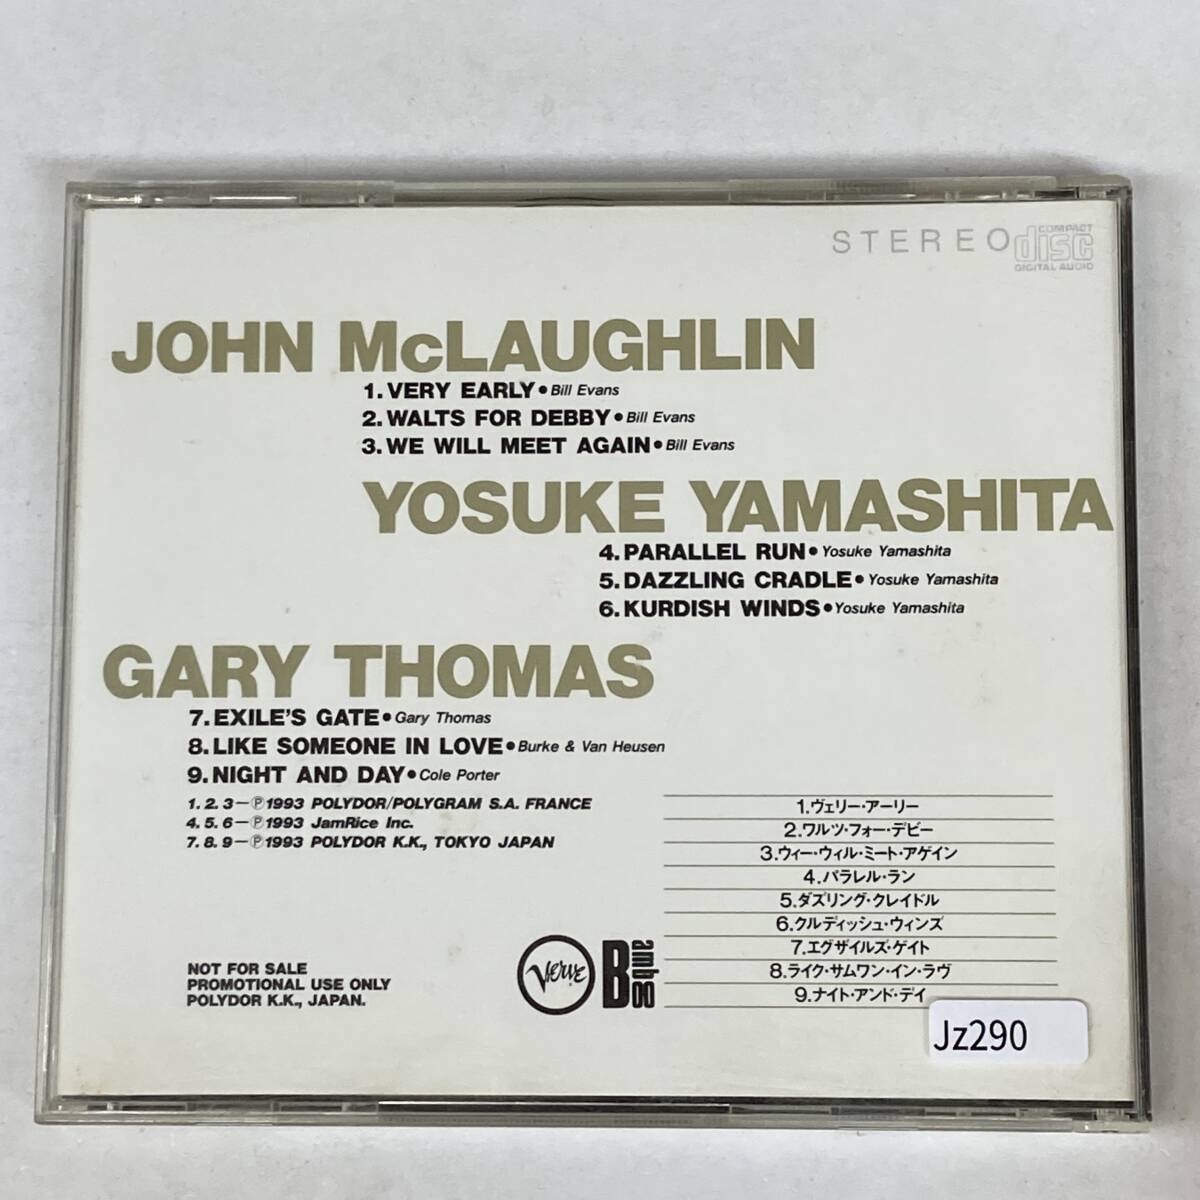 STEREO
COMPACT
disc
DIGITAL AUDIO
JOHN McLAUGHLIN
1. VERY EARLY • Bill Evans
2. WALTS FOR DEBBY • Bill Evans
3. WE WILL MEET AGAIN • Bill Evans
YOSUKE YAMASHITA
4. PARALLEL RUN • Yosuke Yamashita
5. DAZZLING CRADLE • Yosuke Yamashita
6. KURDISH WINDS • Yosuke Yamashita
GARY THOMAS
7. EXILE'S GATE • Gary Thomas
8. LIKE SOMEONE IN LOVE • Burke & Van Heusen
9. NIGHT AND DAY • Cole Porter
1. 2. 3—℗1993 POLYDOR/POLYGRAM S.A. FRANCE
4. 5. 6—℗1993 JamRice Inc.
7. 8. 9—℗1993 POLYDOR K.K., TOKYO JAPAN
1.ヴェリー・アーリー
2.ワルツ・フォー・デビー
3.ウィー・ウィル・ミート・アゲイン
4.パラレル・ラン
5.ダズリング・クレイドル
6.クルディッシュ・ウィンズ
7.エグザイルズ・ゲイト
8.ライク・サムワン・イン・ラヴ
9.ナイト・アンド・デイ
NOT FOR SALE
PROMOTIONAL USE ONLY
POLYDOR K.K., JAPAN.
Verve
Bamboo
Jz290